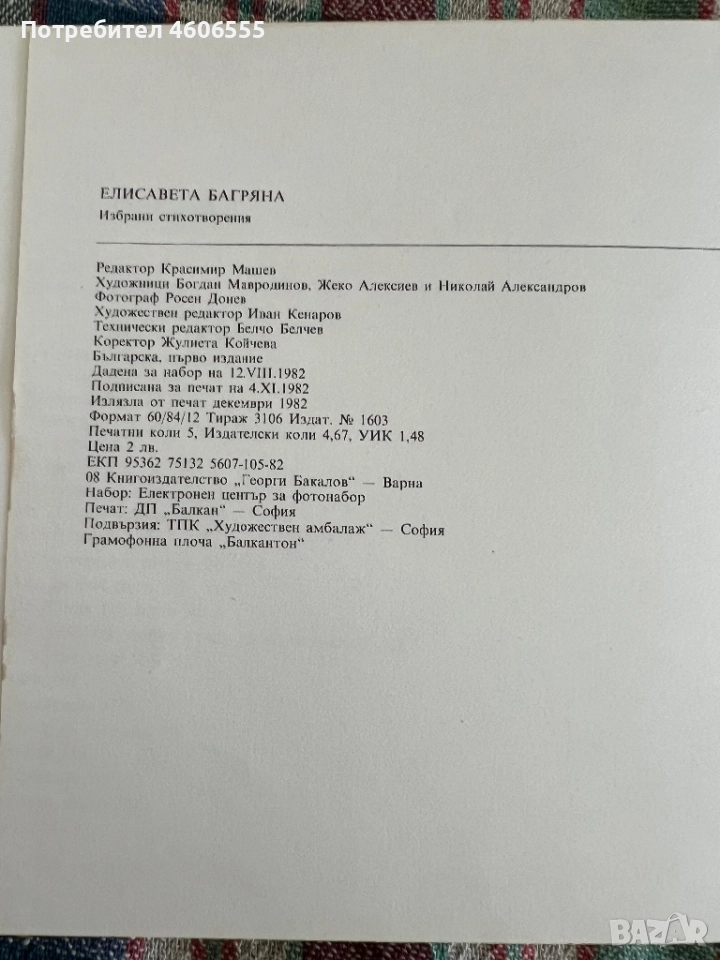 Потребител 4606555
ЕЛИСАВЕТА БАГРЯНА
Избрани стихотворения
Редактор Красимир Машев
Художници Богдан Мавродинов, Жеко Алексиев и Николай Александров
Фотограф Росен Донев
Художествен редактор Иван Кенаров
Технически редактор Белчо Белчев
Коректор Жулиета Койчева
Българска, първо издание
Дадена за набор на 12.VIII.1982
Подписана за печат на 4.XI.1982
Излязла от печат декември 1982
Формат 60/84/12 Тираж 3106 Издат. № 1603
Печатни коли 5, Издателски коли 4,67, УИК 1,48
Цена 2 лв.
ЕКП 95362 75132 5607-105-82
08 Книгоиздателство „Георги Бакалов“ — Варна
Набор: Електронен център за фотонабор
Печат: ДП „Балкан“ — София
Подвързия: ТПК „Художествен амбалаж“ — София
Грамофонна плоча „Балкантон“
BAZAR